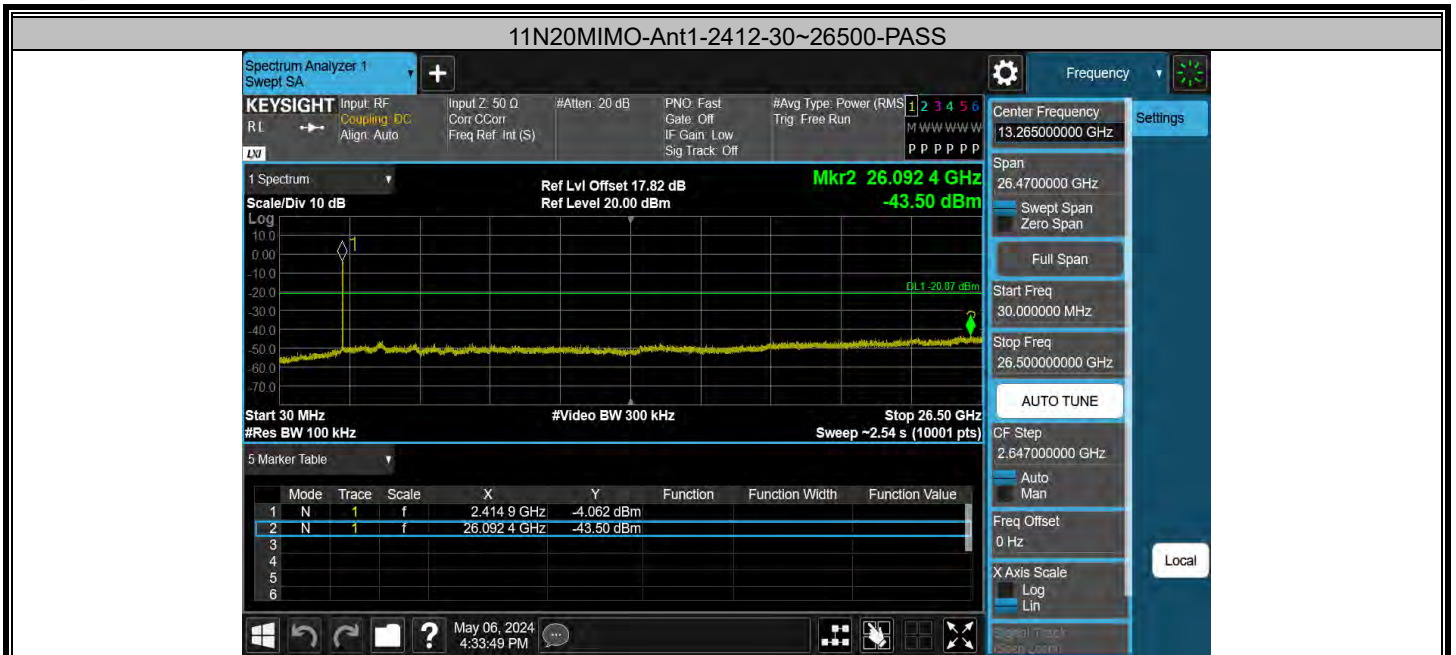 11N20MIMO-Ant1-2412-30~26500-PASS
Spectrum Analyzer 1
Swept SA
+
Frequency
KEYSIGHT
RL
LXI
Input: RF
Coupling: DC
Align: Auto
Input Z: 50 Ω
Corr CCorr
Freq Ref: Int (S)
#Atten: 20 dB
PNO: Fast
Gate: Off
IF Gain: Low
Sig Track: Off
#Avg Type: Power (RMS
Trig: Free Run
1 2 3 4 5 6
M W W W W W
P P P P P P
1 Spectrum
Scale/Div 10 dB
Ref Lvl Offset 17.82 dB
Ref Level 20.00 dBm
Mkr2 26.092 4 GHz
-43.50 dBm
Log
10.0
0.00
-10.0
-20.0
-30.0
-40.0
-50.0
-60.0
-70.0
1
DL1 -20.87 dBm
2
Start 30 MHz
#Video BW 300 kHz
Stop 26.50 GHz
#Res BW 100 kHz
Sweep ~2.54 s (10001 pts)
5 Marker Table
Mode Trace Scale X Y Function Function Width Function Value
1 N 1 f 2.414 9 GHz -4.062 dBm
2 N 1 f 26.092 4 GHz -43.50 dBm
3
4
5
6
?
May 06, 2024
4:33:49 PM
Center Frequency
13.265000000 GHz
Settings
Span
26.4700000 GHz
Swept Span
Zero Span
Full Span
Start Freq
30.000000 MHz
Stop Freq
26.500000000 GHz
AUTO TUNE
CF Step
2.647000000 GHz
Auto
Man
Freq Offset
0 Hz
X Axis Scale
Log
Lin
Local
Signal Track
(Span Zoom)